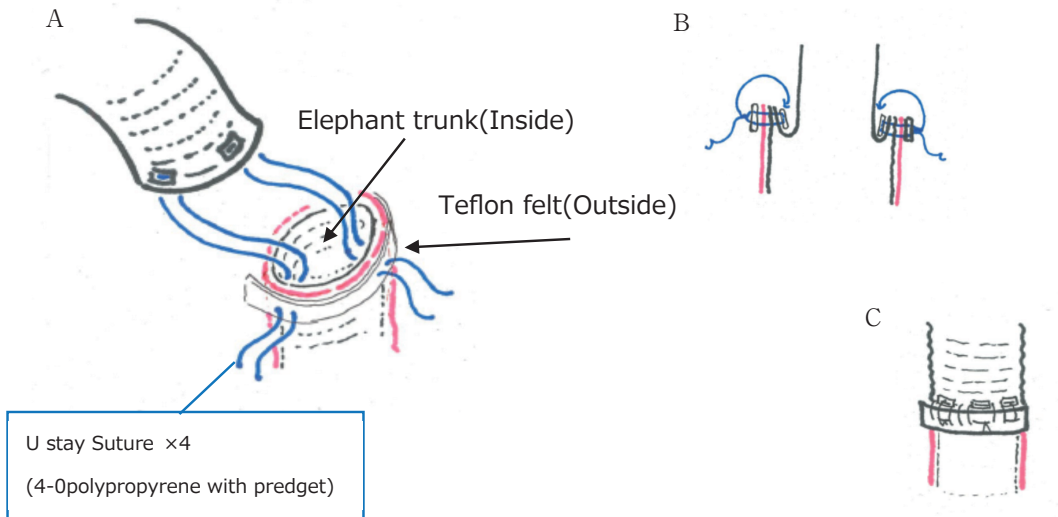 A
B
Elephant trunk(Inside)
Teflon felt(Outside)
C
U stay Suture ×4
(4-0polypropyrene with predget)